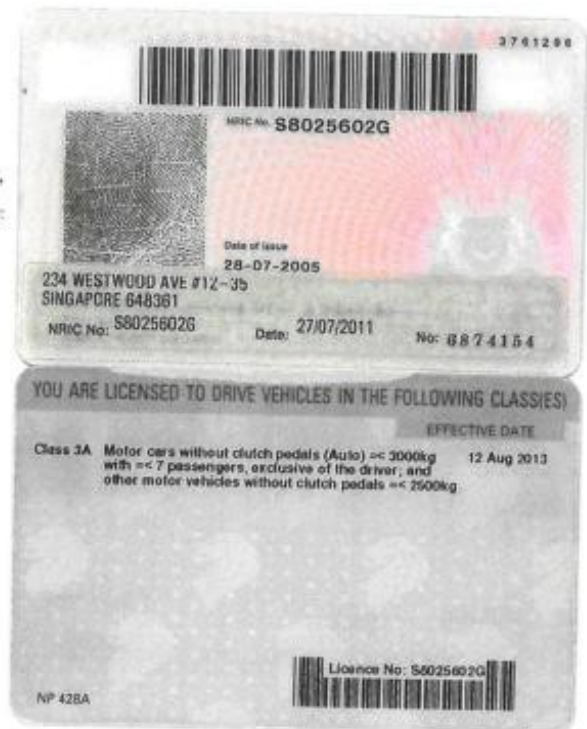 3761296
NRIC No. S8025602G
Date of Issue
28-07-2005
234 WESTWOOD AVE #12-35
SINGAPORE 648361
NRIC No: S8025602G Date: 27/07/2011 No: 6874154
YOU ARE LICENSED TO DRIVE VEHICLES IN THE FOLLOWING CLASS(ES)
EFFECTIVE DATE
Class 3A Motor cars without clutch pedals (Auto) =< 3000kg 12 Aug 2013
with =< 7 passengers, exclusive of the driver; and
other motor vehicles without clutch pedals =< 2500kg
Licence No: S8025602G
NP 428A